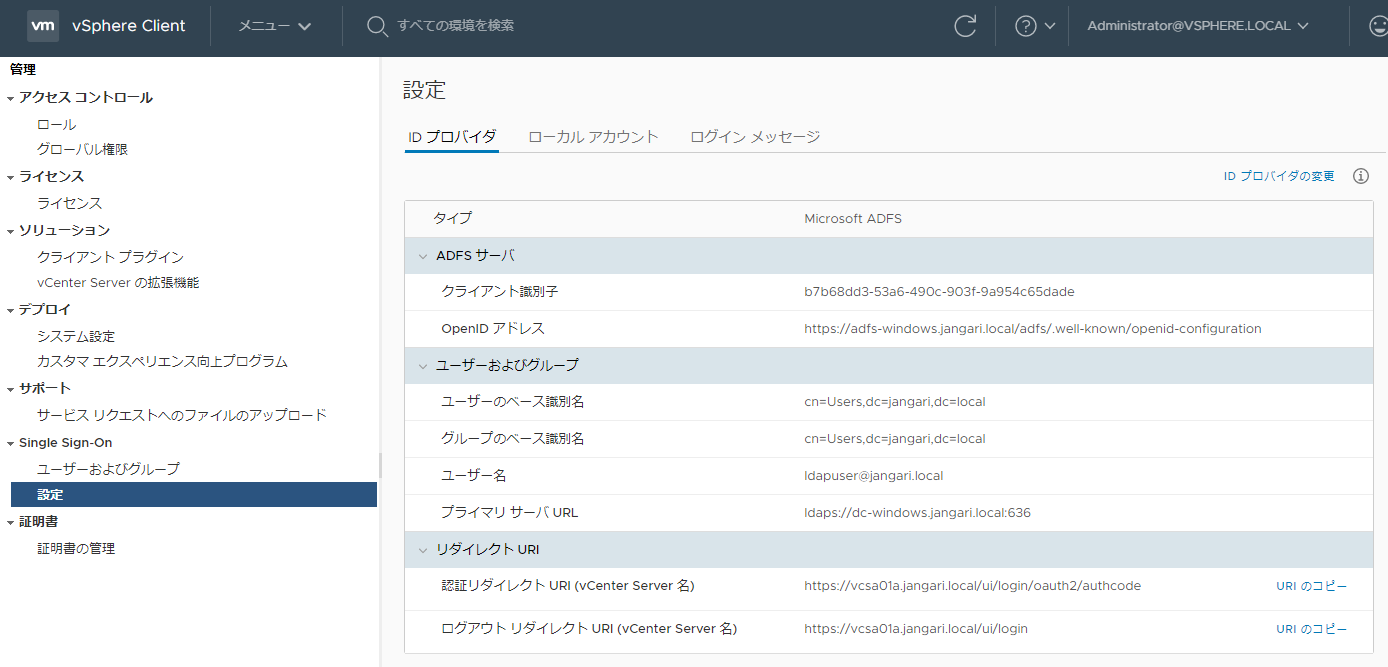 vm vSphere Client メニュー すべての環境を検索 Administrator@VSPHERE.LOCAL
管理
アクセス コントロール
ロール
グローバル権限
ライセンス
ライセンス
ソリューション
クライアント プラグイン
vCenter Server の拡張機能
デプロイ
システム設定
カスタマ エクスペリエンス向上プログラム
サポート
サービス リクエストへのファイルのアップロード
Single Sign-On
ユーザーおよびグループ
設定
証明書
証明書の管理
設定
ID プロバイダ ローカル アカウント ログイン メッセージ
ID プロバイダの変更
タイプ Microsoft ADFS
ADFS サーバ
クライアント識別子 b7b68dd3-53a6-490c-903f-9a954c65dade
OpenID アドレス https://adfs-windows.jangari.local/adfs/.well-known/openid-configuration
ユーザーおよびグループ
ユーザーのベース識別名 cn=Users,dc=jangari,dc=local
グループのベース識別名 cn=Users,dc=jangari,dc=local
ユーザー名 ldapuser@jangari.local
プライマリ サーバ URL ldaps://dc-windows.jangari.local:636
リダイレクト URI
認証リダイレクト URI (vCenter Server 名) https://vcsa01a.jangari.local/ui/login/oauth2/authcode URI のコピー
ログアウト リダイレクト URI (vCenter Server 名) https://vcsa01a.jangari.local/ui/login URI のコピー